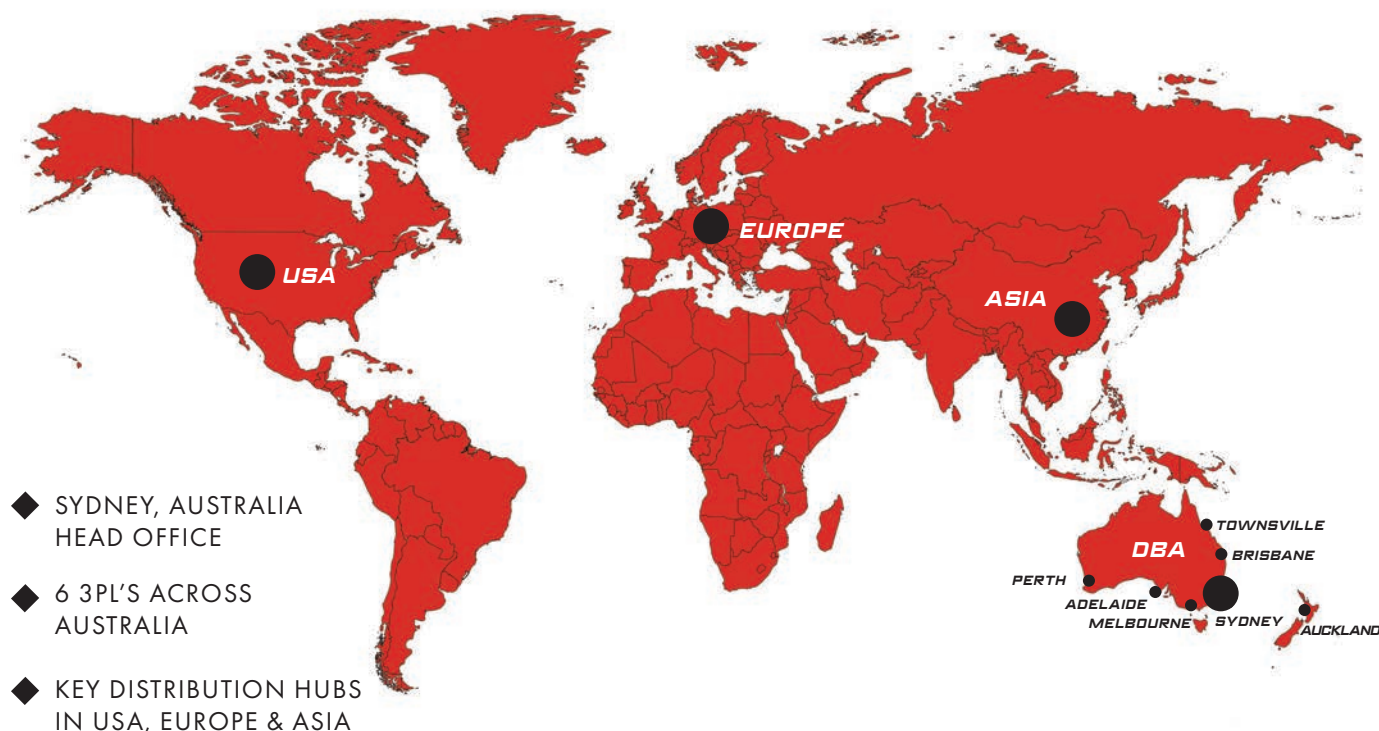 EUROPE
USA
ASIA
SYDNEY, AUSTRALIA
HEAD OFFICE
6 3PL'S ACROSS
AUSTRALIA
KEY DISTRIBUTION HUBS
IN USA, EUROPE & ASIA
TOWNSVILLE
DBA
BRISBANE
PERTH
ADELAIDE
MELBOURNE
SYDNEY
AUCKLAND